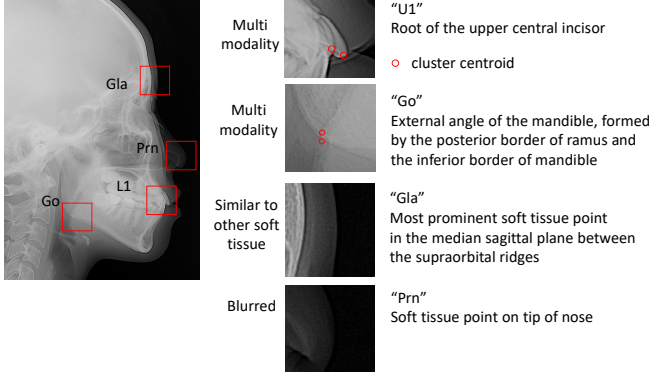 Gla
Prn
L1
Go
Multi
modality
“U1”
Root of the upper central incisor
cluster centroid
Multi
modality
“Go”
External angle of the mandible, formed
by the posterior border of ramus and
the inferior border of mandible
Similar to
other soft
tissue
“Gla”
Most prominent soft tissue point
in the median sagittal plane between
the supraorbital ridges
Blurred
“Prn”
Soft tissue point on tip of nose